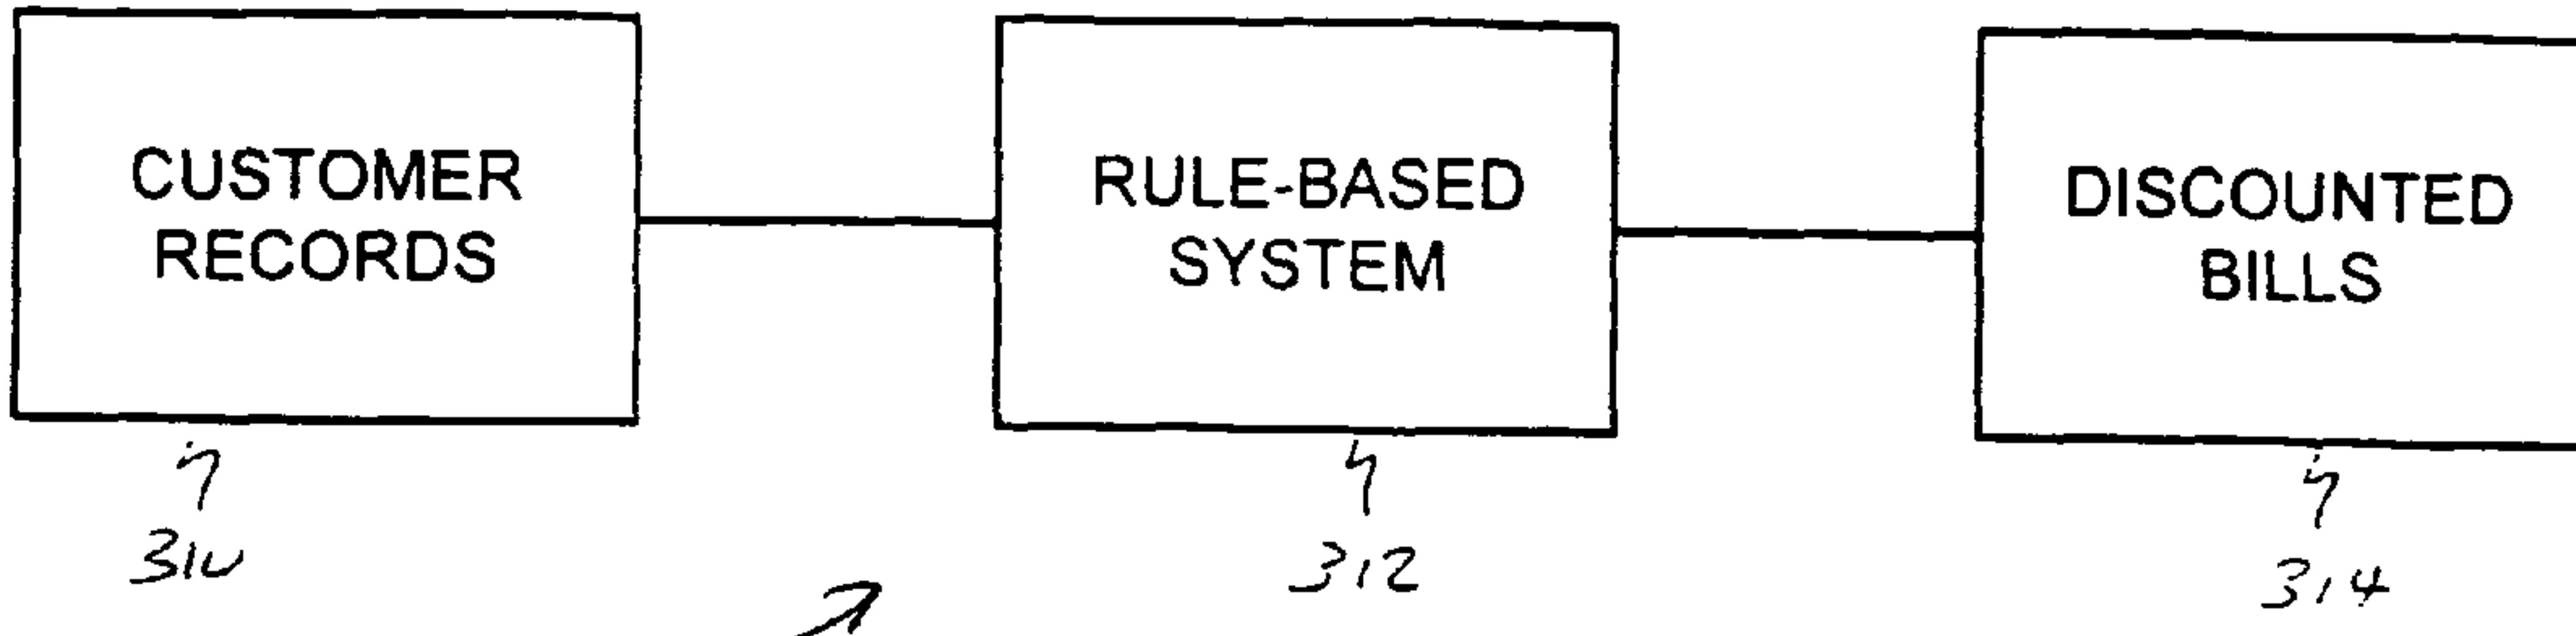 CUSTOMER
RECORDS
RULE-BASED
SYSTEM
DISCOUNTED
BILLS
310
312
314